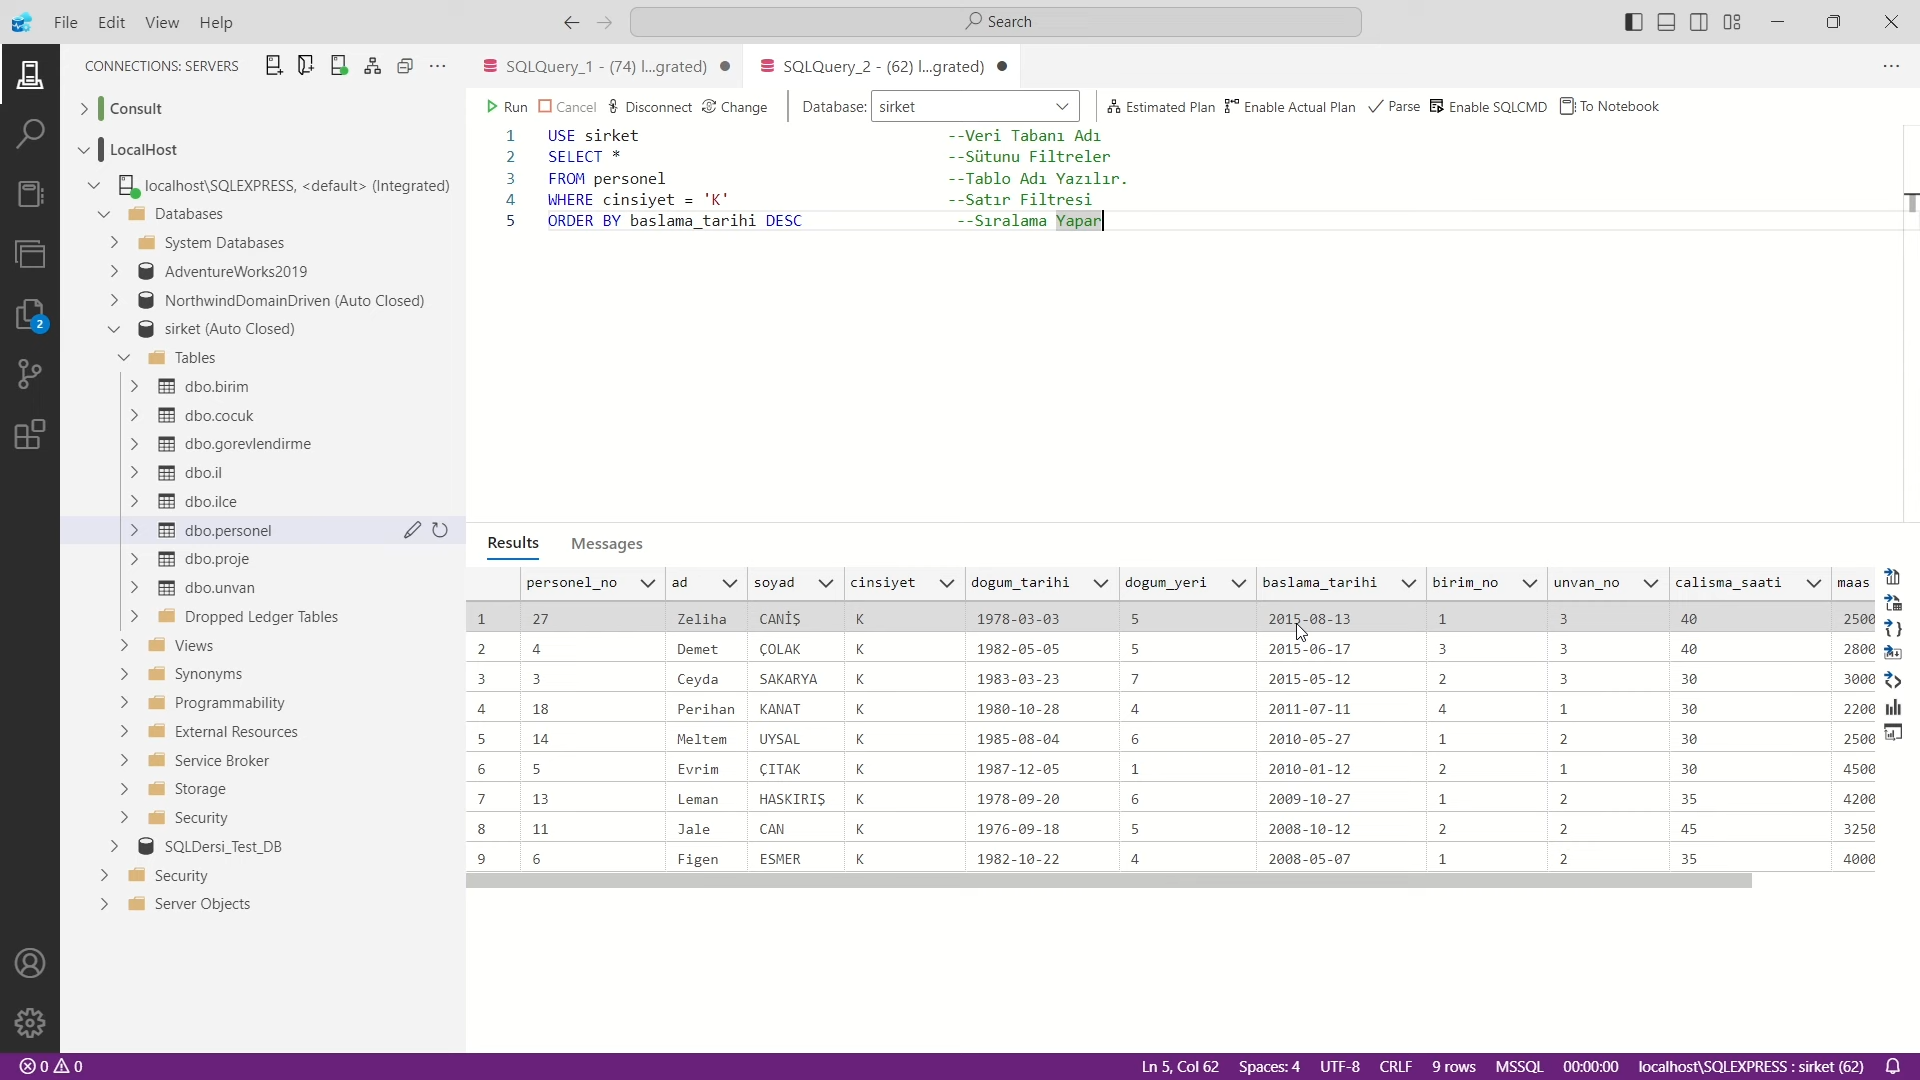 File Edit View Help Search
CONNECTIONS: SERVERS
Consult
LocalHost
localhost\SQLEXPRESS, <default> (Integrated)
Databases
System Databases
AdventureWorks2019
NorthwindDomainDriven (Auto Closed)
sirket (Auto Closed)
Tables
dbo.birim
dbo.cocuk
dbo.gorevlendirme
dbo.il
dbo.ilce
dbo.personel
dbo.proje
dbo.unvan
Dropped Ledger Tables
Views
Synonyms
Programmability
External Resources
Service Broker
Storage
Security
SQLDersi_Test_DB
Security
Server Objects
2
SQLQuery_1 - (74) l...grated) SQLQuery_2 - (62) l...grated)
Run Cancel Disconnect Change Database: sirket Estimated Plan Enable Actual Plan Parse Enable SQLCMD To Notebook
1 USE sirket --Veri Tabanı Adı
2 SELECT * --Sütunu Filtreler
3 FROM personel --Tablo Adı Yazılır.
4 WHERE cinsiyet = 'K' --Satır Filtresi
5 ORDER BY baslama_tarihi DESC --Sıralama Yapar
Results Messages
personel_no ad soyad cinsiyet dogum_tarihi dogum_yeri baslama_tarihi birim_no unvan_no calisma_saati maas
1 27 Zeliha CANİŞ K 1978-03-03 5 2015-08-13 1 3 40 2500
2 4 Demet ÇOLAK K 1982-05-05 5 2015-06-17 3 3 40 2800
3 3 Ceyda SAKARYA K 1983-03-23 7 2015-05-12 2 3 30 3000
4 18 Perihan KANAT K 1980-10-28 4 2011-07-11 4 1 30 2200
5 14 Meltem UYSAL K 1985-08-04 6 2010-05-27 1 2 30 2500
6 5 Evrim ÇITAK K 1987-12-05 1 2010-01-12 2 1 30 4500
7 13 Leman HASKIRIŞ K 1978-09-20 6 2009-10-27 1 2 35 4200
8 11 Jale CAN K 1976-09-18 5 2008-10-12 2 2 45 3250
9 6 Figen ESMER K 1982-10-22 4 2008-05-07 1 2 35 4000
0 0 Ln 5, Col 62 Spaces: 4 UTF-8 CRLF 9 rows MSSQL 00:00:00 localhost\SQLEXPRESS : sirket (62)